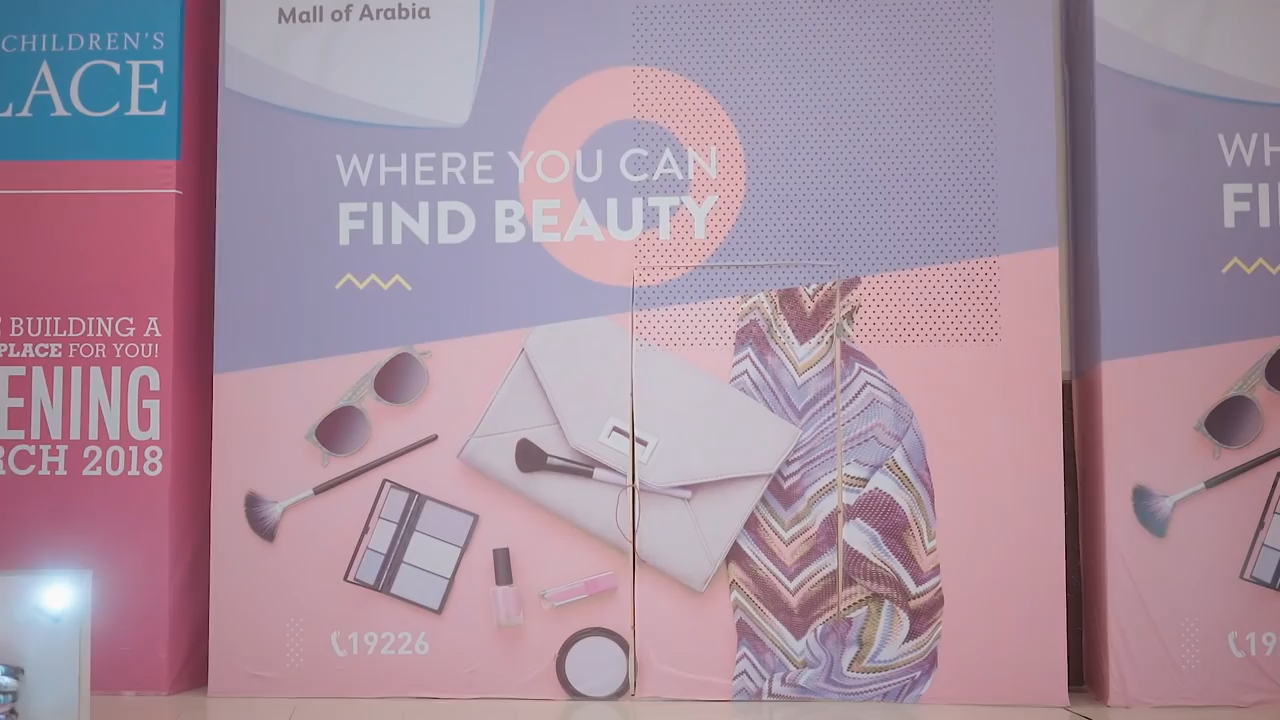 CHILDREN'S
LACE
BUILDING A
PLACE FOR YOU!
ENING
RCH 2018
Mall of Arabia
WHERE YOU CAN
FIND BEAUTY
19226
WH
FI
19